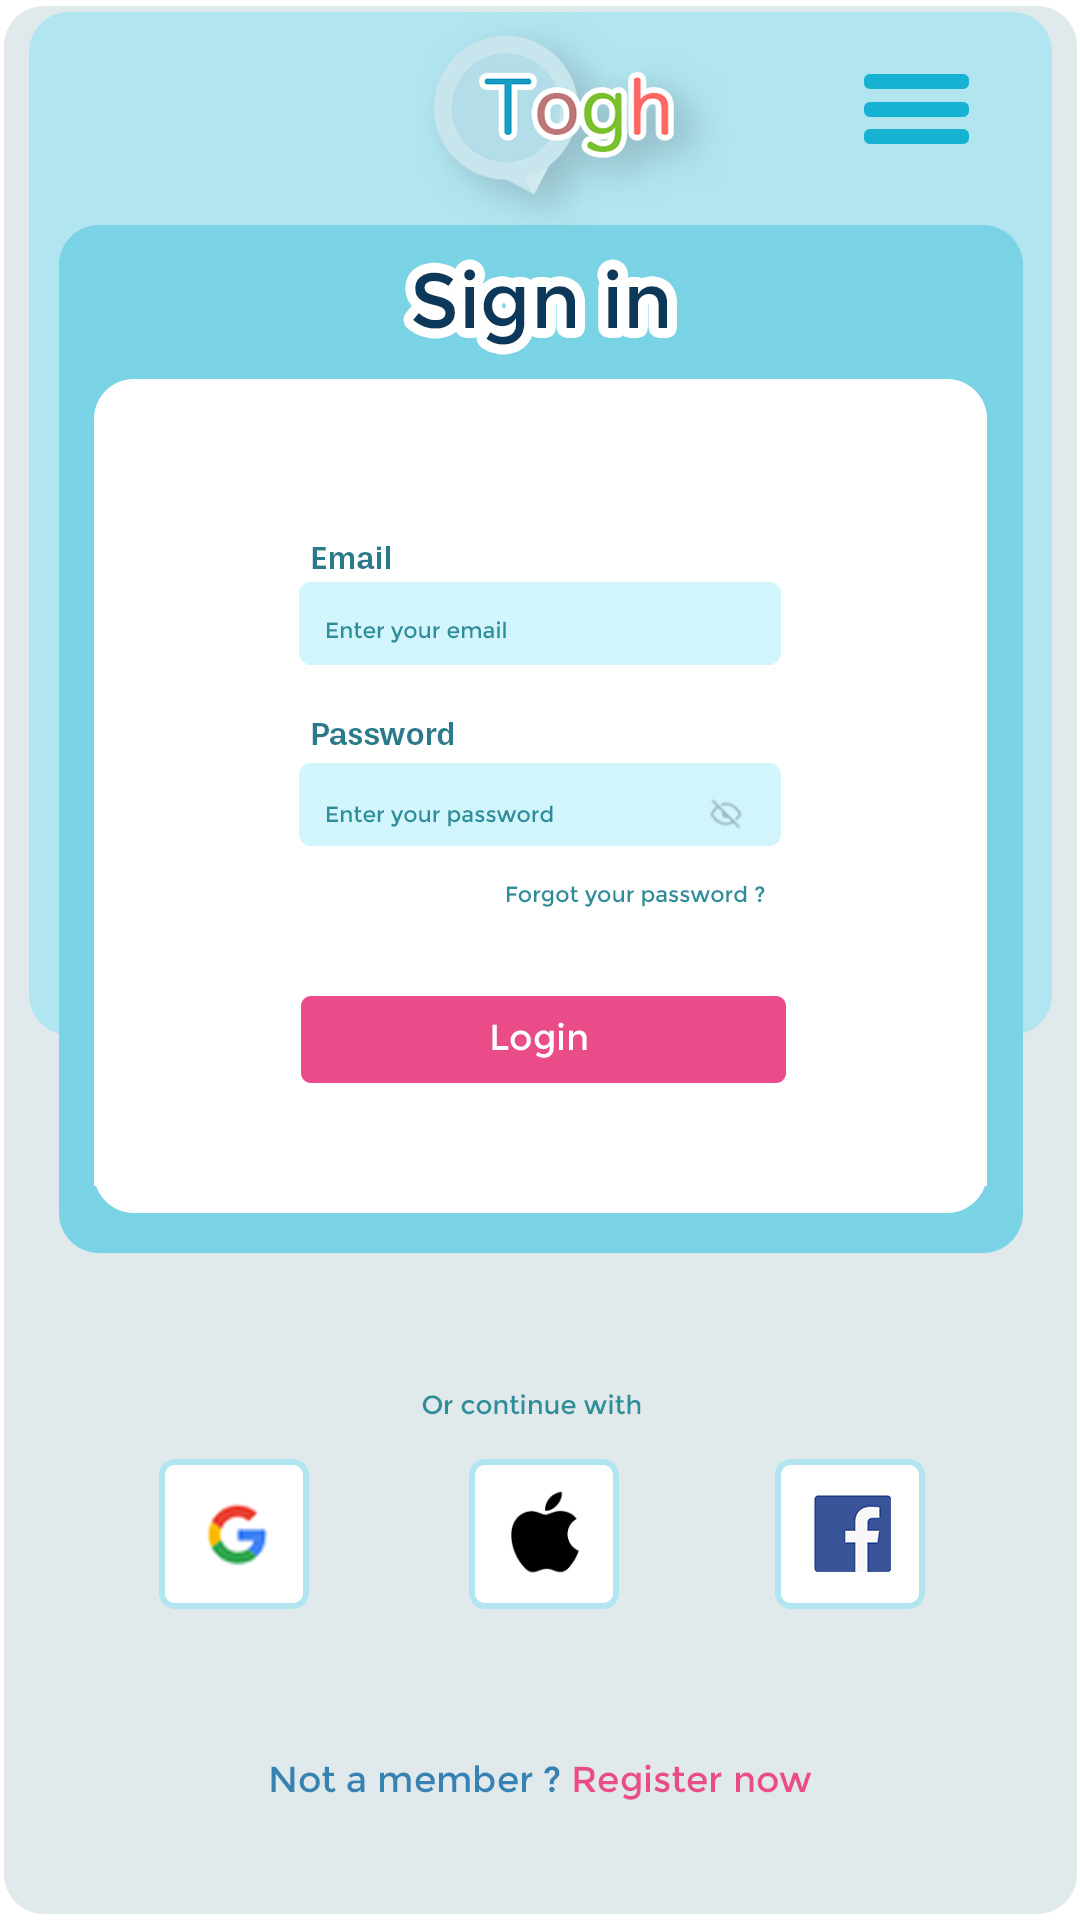 Togh
Sign in
Email
Enter your email
Password
Enter your password
Forgot your password ?
Login
Or continue with
Not a member ? Register now